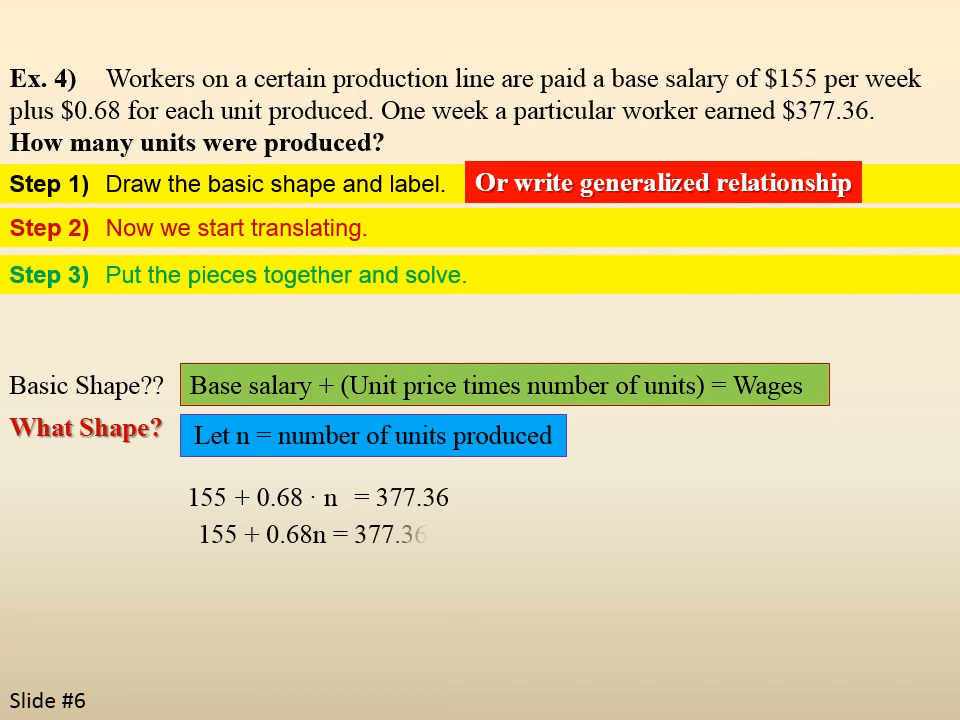 Ex. 4) Workers on a certain production line are paid a base salary of $155 per week
plus $0.68 for each unit produced. One week a particular worker earned $377.36.
How many units were produced?
Step 1) Draw the basic shape and label. Or write generalized relationship
Step 2) Now we start translating.
Step 3) Put the pieces together and solve.
Basic Shape?? Base salary + (Unit price times number of units) = Wages
What Shape? Let n = number of units produced
155 + 0.68 · n = 377.36
155 + 0.68n = 377.36
Slide #6